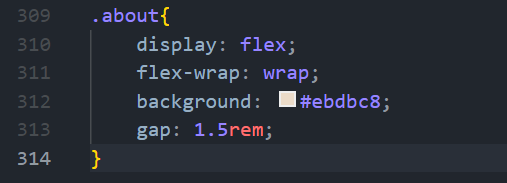 309 .about{
310 display: flex;
311 flex-wrap: wrap;
312 background: #ebdbc8;
313 gap: 1.5rem;
314 }